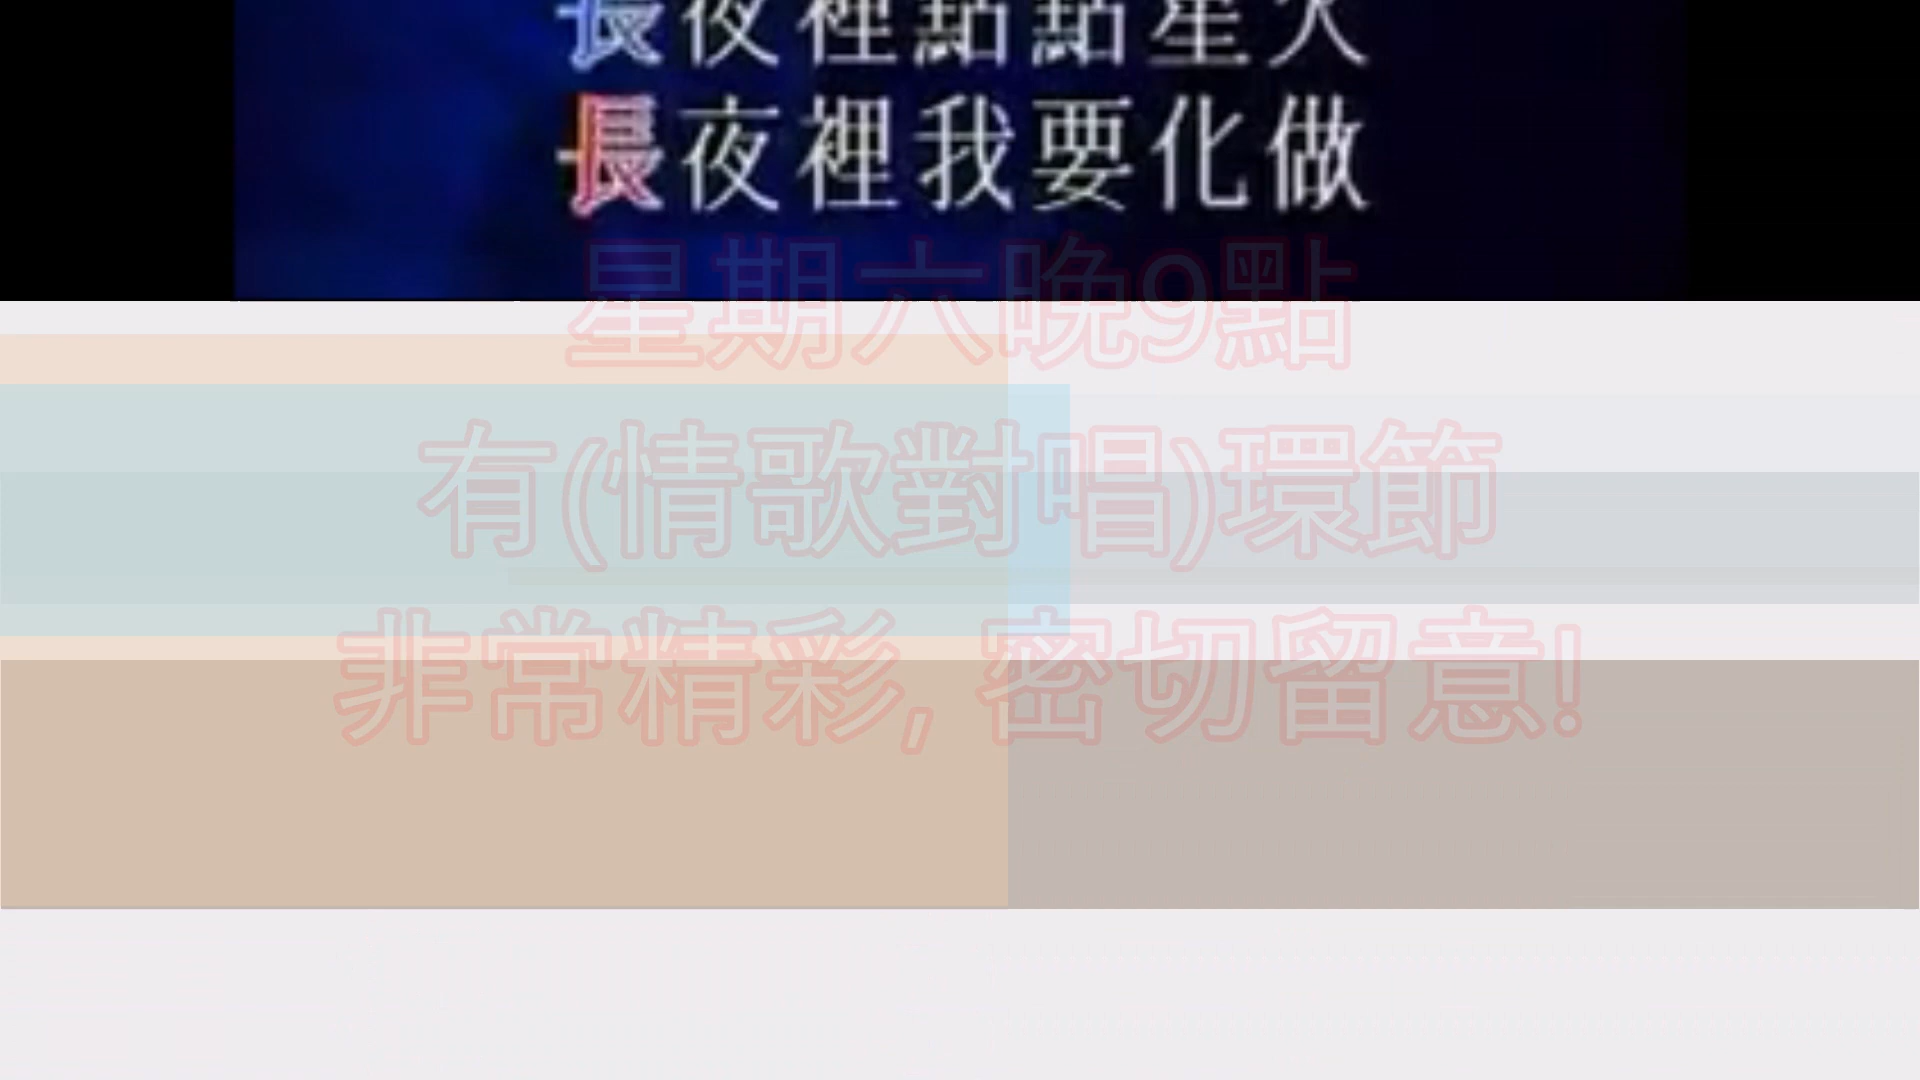 長夜裡點點星火
長夜裡我要化做
星期六晚9點
有(情歌對唱)環節
非常精彩, 密切留意!